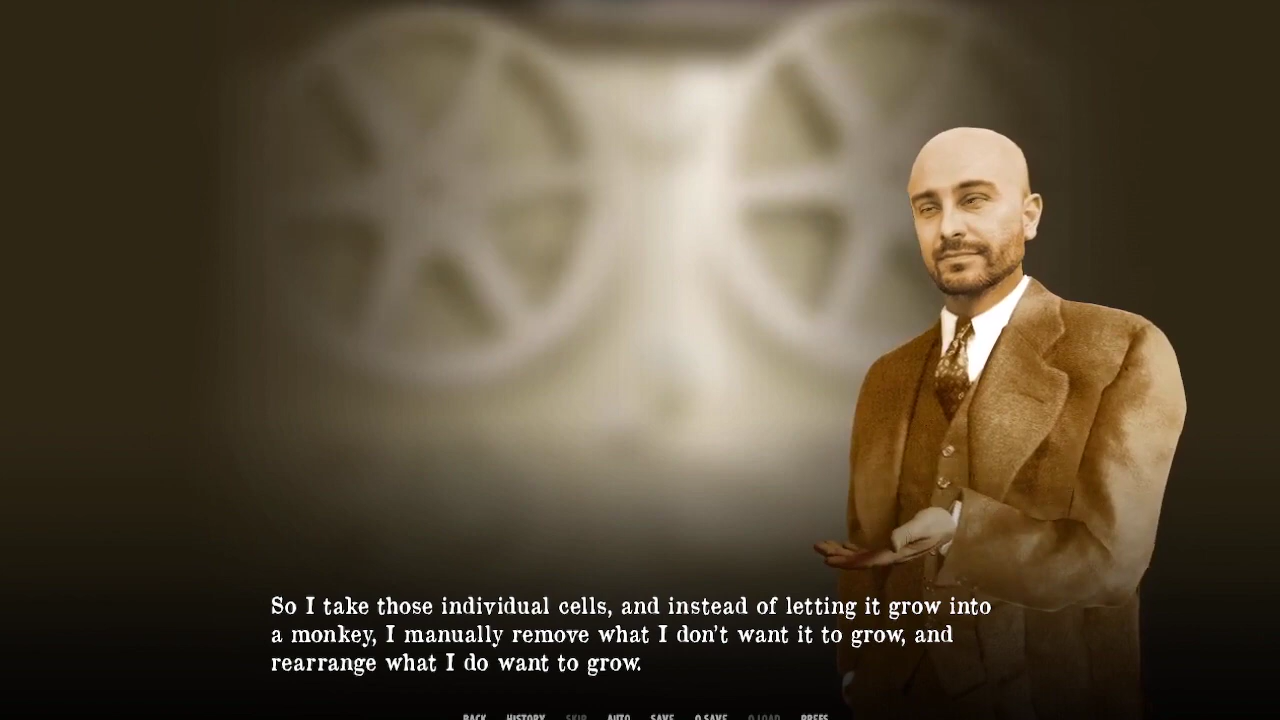 So I take those individual cells, and instead of letting it grow into
a monkey, I manually remove what I don't want it to grow, and
rearrange what I do want to grow.
BACK HISTORY SKIP AUTO SAVE Q.SAVE Q.LOAD PREFS